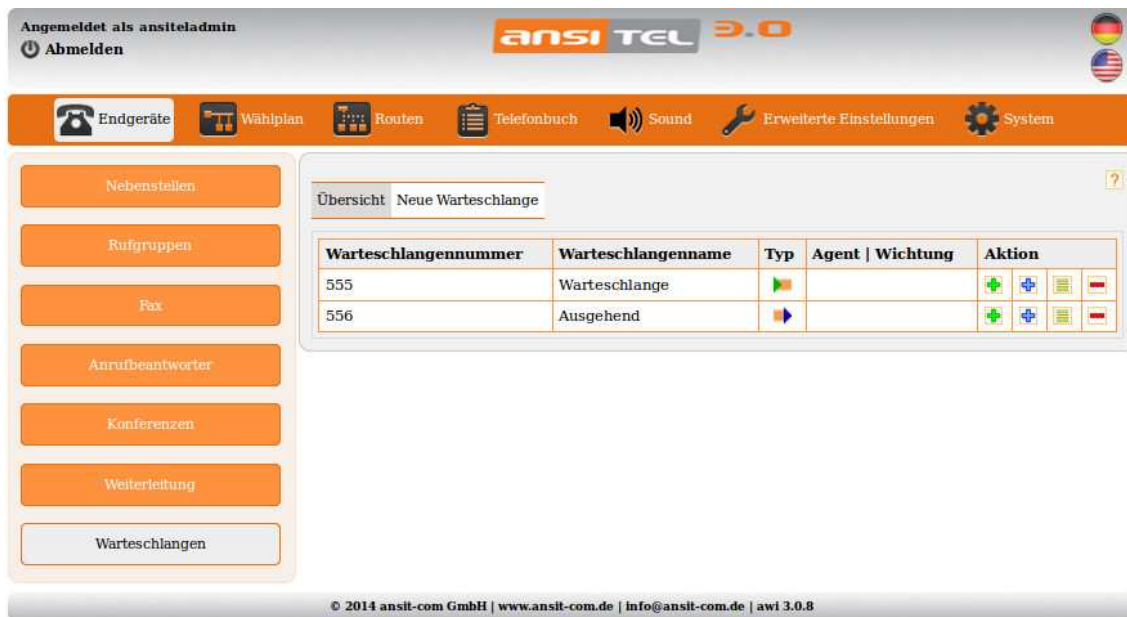 Angemeldet als ansiteladmin
Abmelden
ansi TEL 3.0
Endgeräte
Wählplan
Routen
Telefonbuch
Sound
Erweiterte Einstellungen
System
Nebenstellen
Rufgruppen
Fax
Anrufbeantworter
Konferenzen
Weiterleitung
Warteschlangen
?
Übersicht Neue Warteschlange
Warteschlangennummer Warteschlangenname Typ Agent | Wichtung Aktion
555 Warteschlange
556 Ausgehend
© 2014 ansit-com GmbH | www.ansit-com.de | info@ansit-com.de | awi 3.0.8